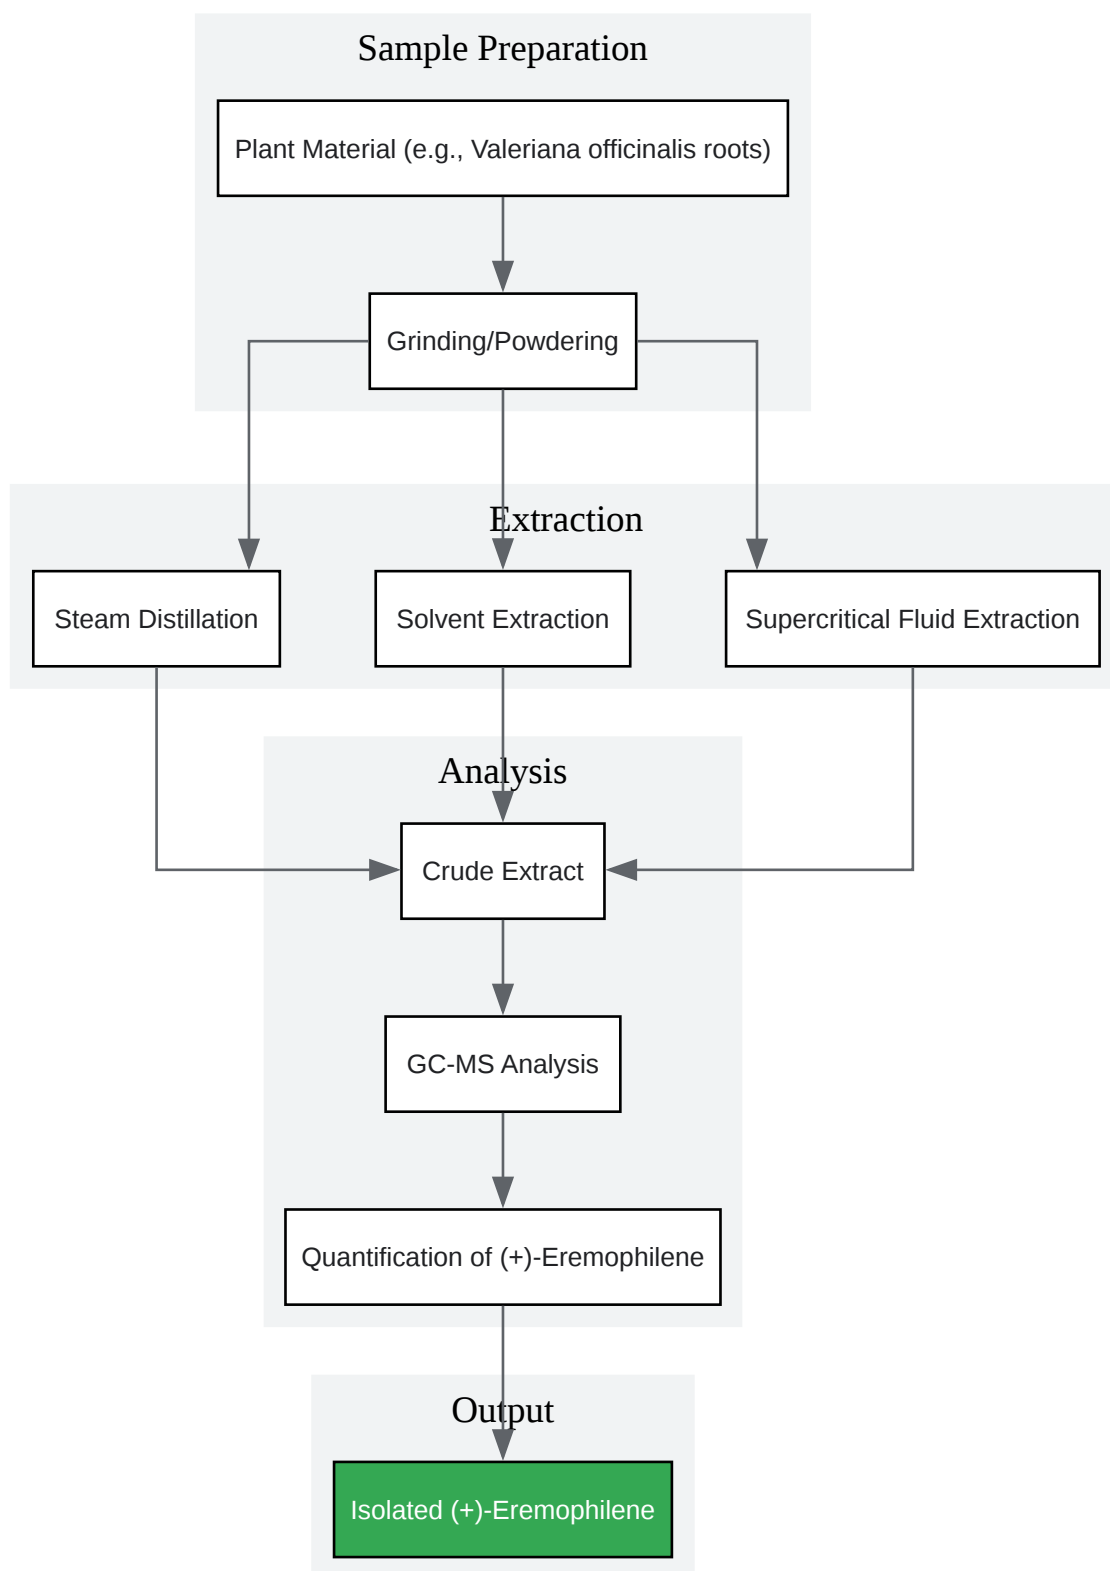 Sample Preparation
Plant Material (e.g., Valeriana officinalis roots)
Grinding/Powdering
Extraction
Steam Distillation
Solvent Extraction
Supercritical Fluid Extraction
Analysis
Crude Extract
GC-MS Analysis
Quantification of (+)-Eremophilene
Output
Isolated (+)-Eremophilene